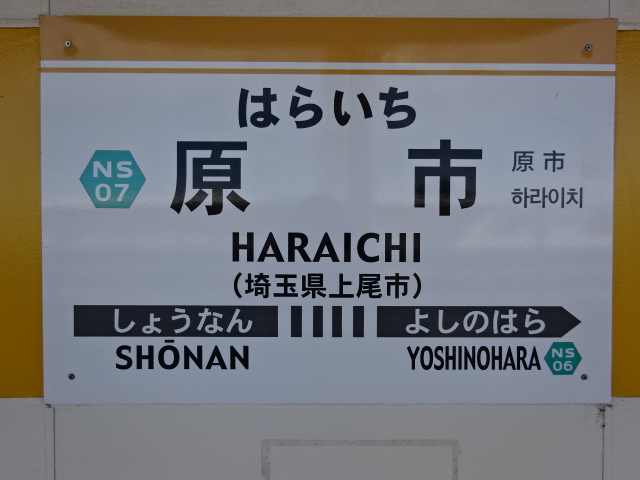 はらいち
NS
07
原 市
原 市
하라이치
HARAICHI
(埼玉県上尾市)
しょうなん よしのはら
SHŌNAN YOSHINOHARA
NS
06